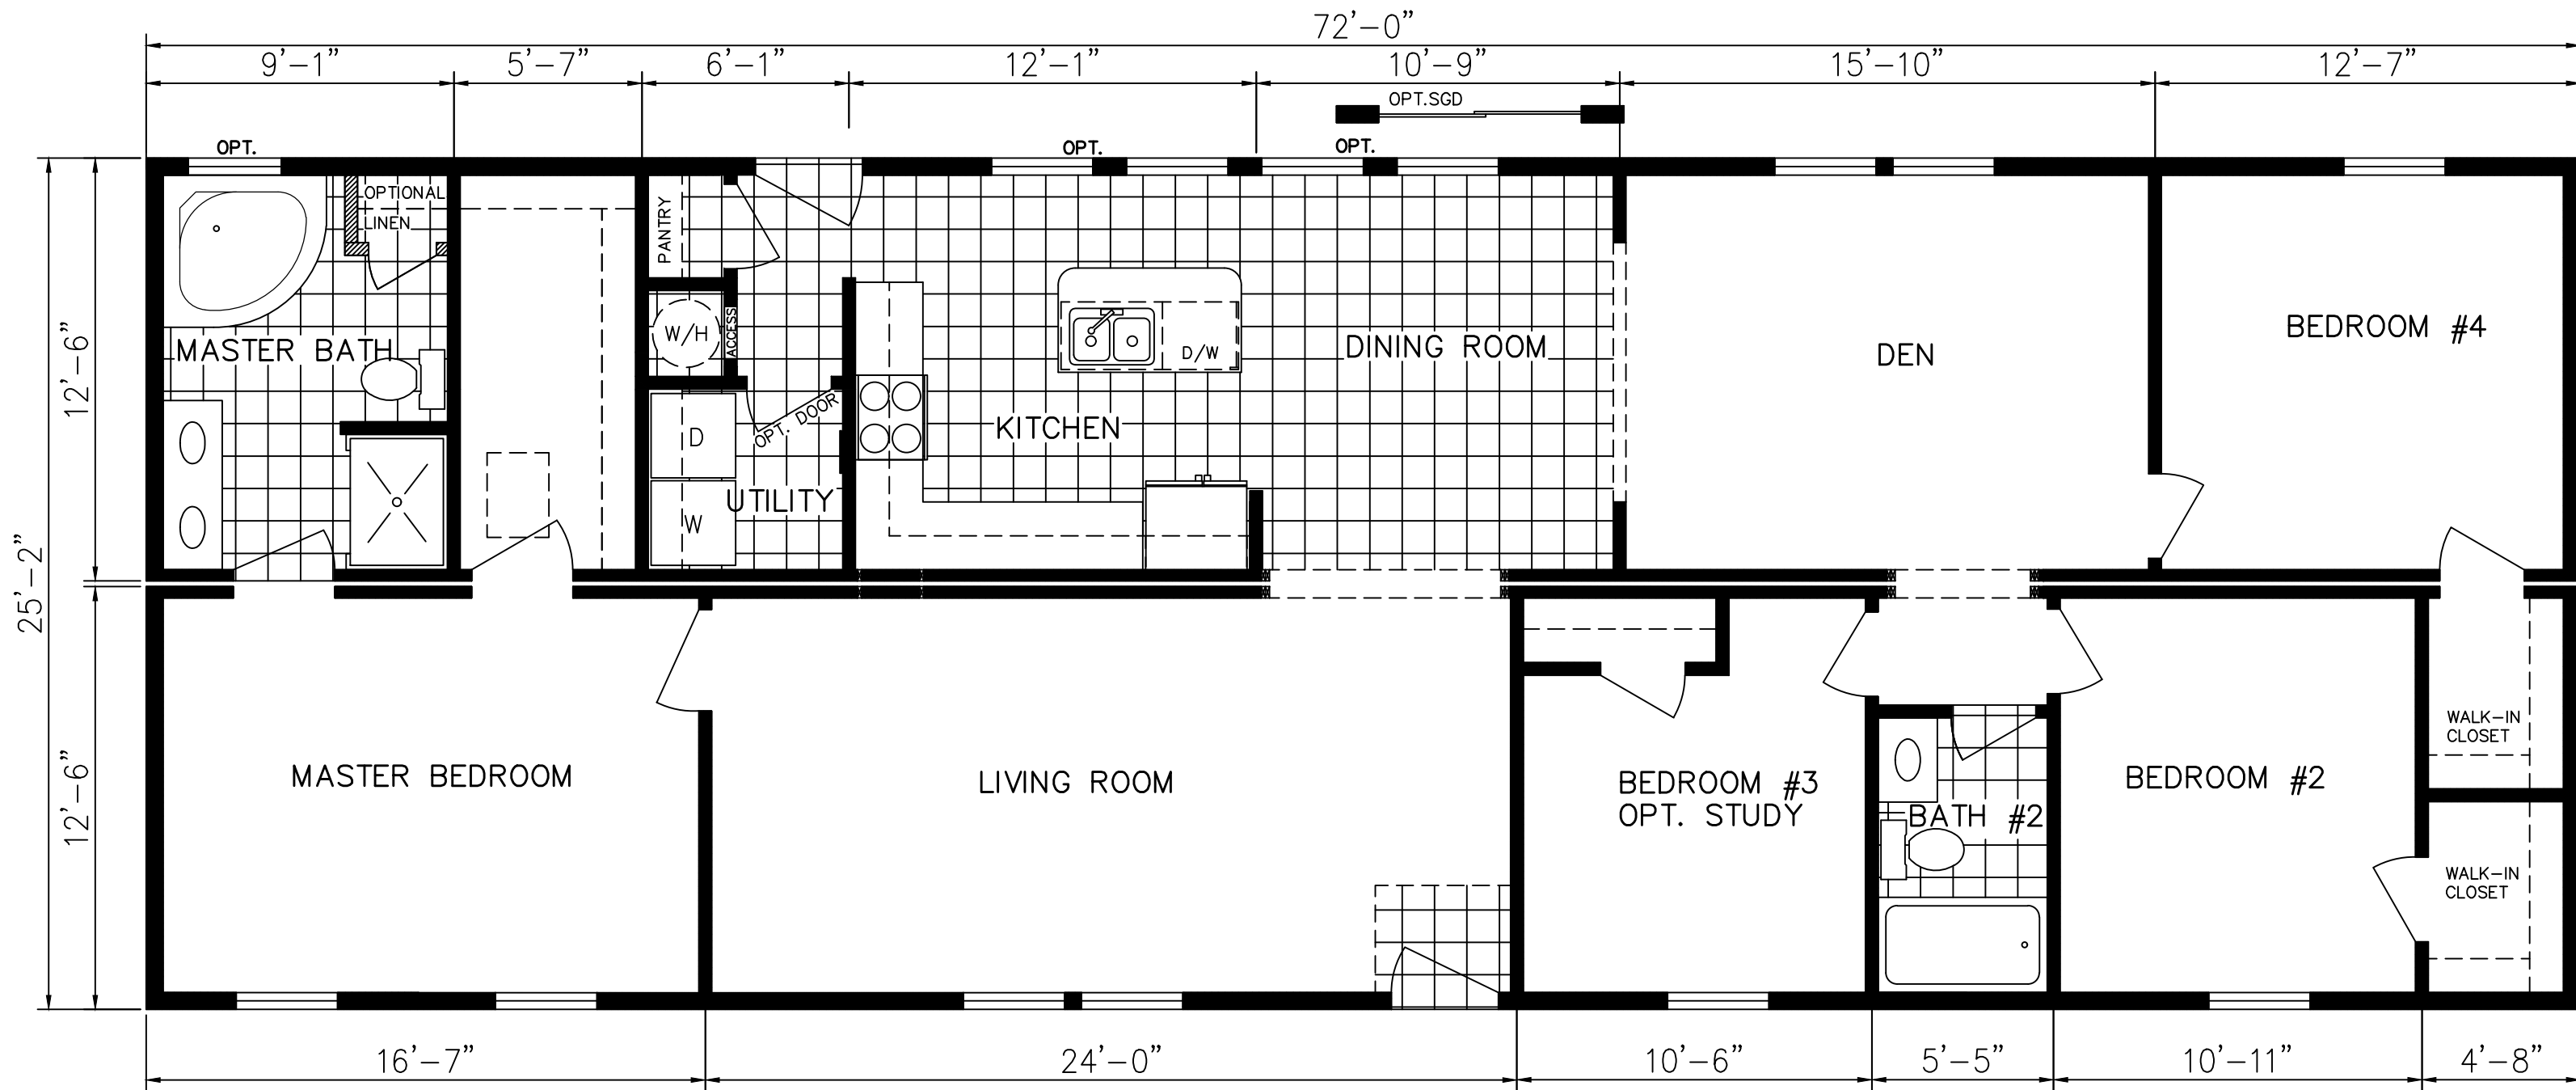 72'-0"
9'-1" 5'-7" 6'-1" 12'-1" 10'-9" 15'-10" 12'-7"
OPT.SGD
OPT. OPT. OPT.
OPTIONAL
LINEN
PANTRY
W/H
ACCESS
MASTER BATH
D/W
DINING ROOM
DEN
BEDROOM #4
12'-6"
OPT. DOOR
KITCHEN
D
UTILITY
W
25'-2"
12'-6"
MASTER BEDROOM
LIVING ROOM
BEDROOM #3
OPT. STUDY
BATH #2
BEDROOM #2
WALK-IN
CLOSET
WALK-IN
CLOSET
16'-7" 24'-0" 10'-6" 5'-5" 10'-11" 4'-8"